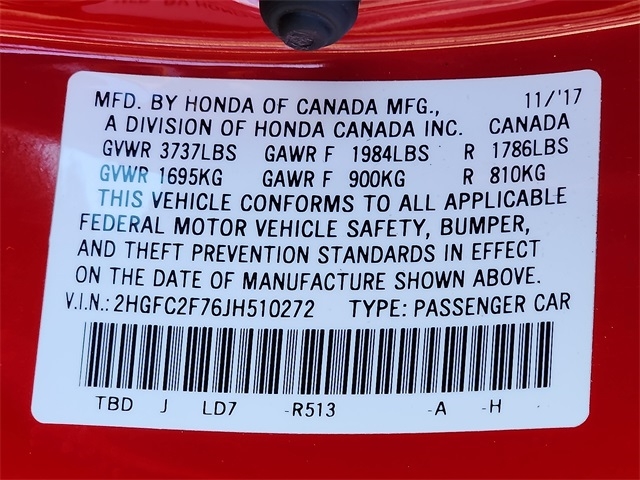 MFD. BY HONDA OF CANADA MFG., 11/'17
A DIVISION OF HONDA CANADA INC. CANADA
GVWR 3737LBS GAWR F 1984LBS R 1786LBS
GVWR 1695KG GAWR F 900KG R 810KG
THIS VEHICLE CONFORMS TO ALL APPLICABLE
FEDERAL MOTOR VEHICLE SAFETY, BUMPER,
AND THEFT PREVENTION STANDARDS IN EFFECT
ON THE DATE OF MANUFACTURE SHOWN ABOVE.
V.I.N.: 2HGFC2F76JH510272 TYPE: PASSENGER CAR
TBD J LD7 -R513 -A -H